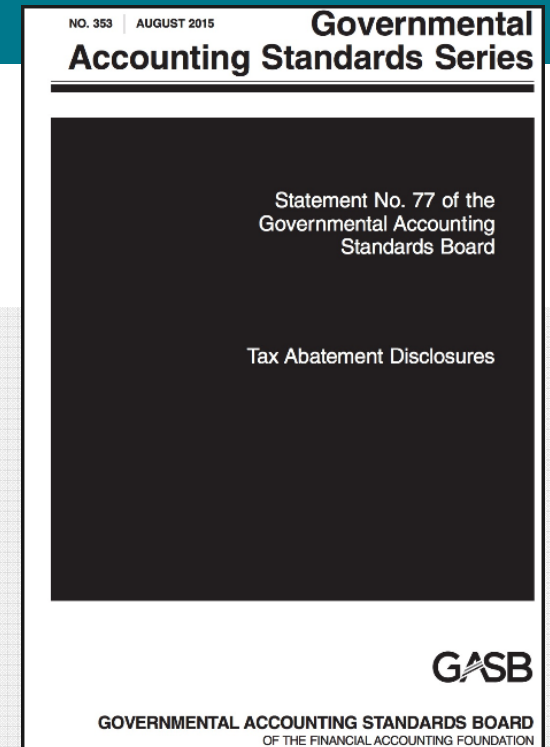 NO. 353 | AUGUST 2015
Governmental
Accounting Standards Series
Statement No. 77 of the
Governmental Accounting
Standards Board
Tax Abatement Disclosures
GASB
GOVERNMENTAL ACCOUNTING STANDARDS BOARD
OF THE FINANCIAL ACCOUNTING FOUNDATION